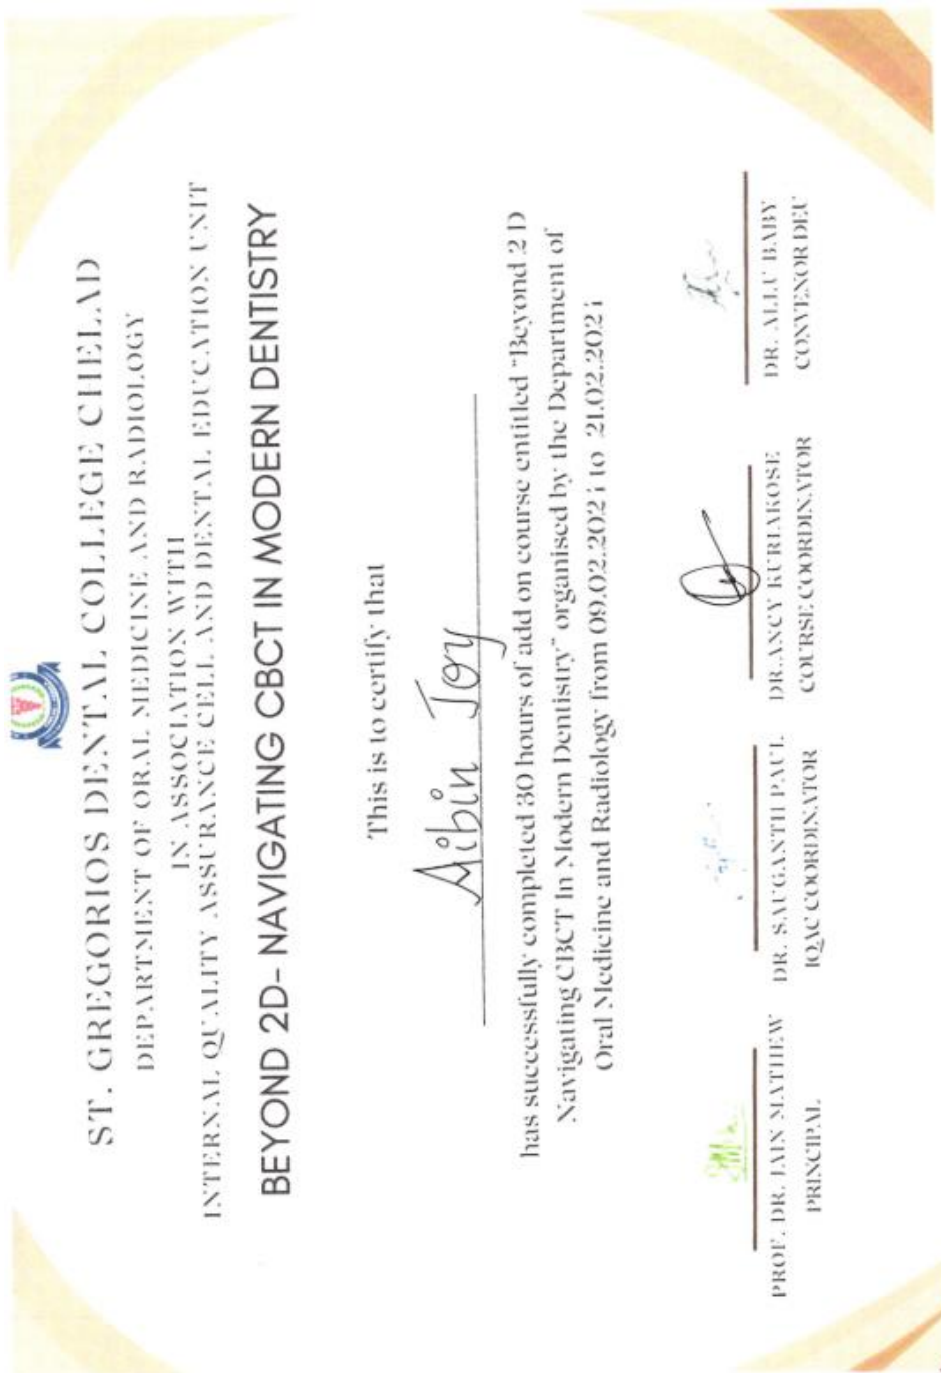 ST. GREGORIOS DENTAL COLLEGE CHELAD
DEPARTMENT OF ORAL MEDICINE AND RADIOLOGY
IN ASSOCIATION WITH
INTERNAL QUALITY ASSURANCE CELL AND DENTAL EDUCATION UNIT
BEYOND 2D- NAVIGATING CBCT IN MODERN DENTISTRY
This is to certify that
Aibin Joy
has successfully completed 30 hours of add on course entitled "Beyond 2 D
Navigating CBCT In Modern Dentistry" organised by the Department of
Oral Medicine and Radiology from 09.02.2024 to 21.02.2024
PROF. DR. JAIN MATHEW
PRINCIPAL
DR. SAUGANTH PAUL
IQAC COORDINATOR
DR.ANCY KURIAKOSE
COURSE COORDINATOR
DR. ALLU BABY
CONVENOR DEU